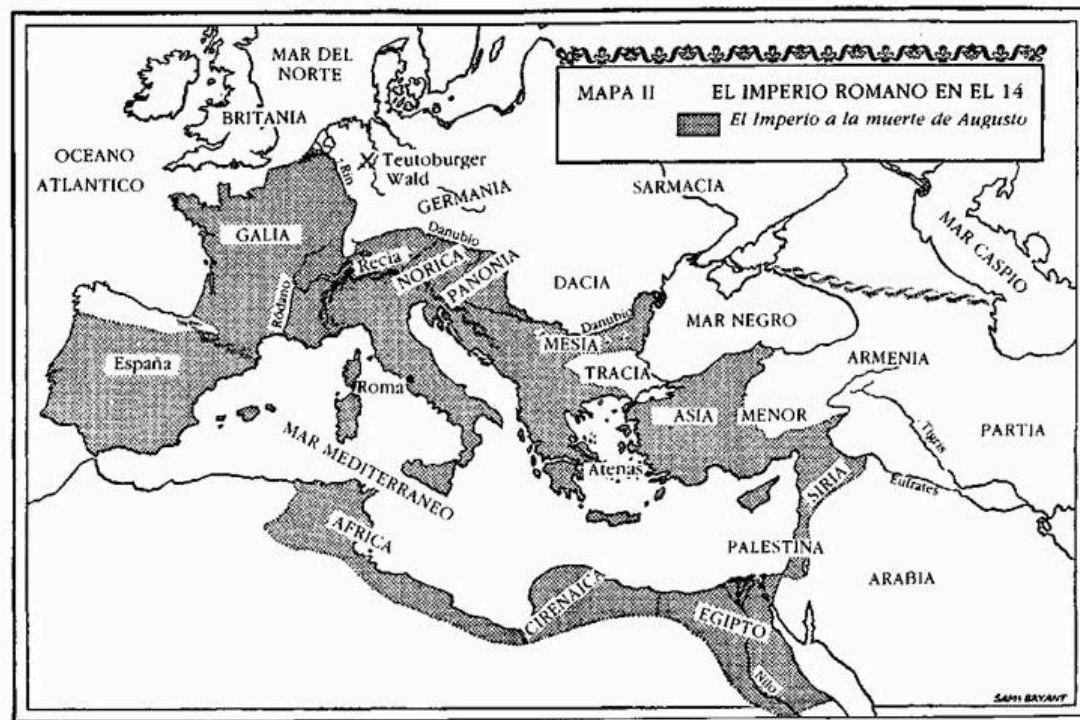 MAPA II EL IMPERIO ROMANO EN EL 14
El Imperio a la muerte de Augusto
MAR DEL
NORTE
BRITANIA
OCEANO
ATLANTICO
Rin
Teutoburger
Wald
GERMANIA
SARMACIA
MAR CASPIO
GALIA
Danubio
Recia
NORICA
PANONIA
DACIA
Ródano
Danubio
MAR NEGRO
MESIA
ARMENIA
España
TRACIA
Roma
ASIA
MENOR
PARTIA
Tigris
MAR MEDITERRANEO
Atenas
SIRIA
Eufrates
AFRICA
PALESTINA
ARABIA
CIRENAICA
EGIPTO
Nilo
SAMS BRYANT